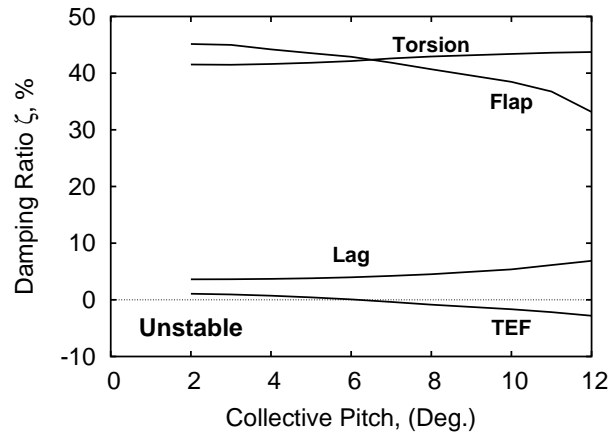 50
40
30
20
10
0
-10
Damping Ratio ζ, %
Torsion
Flap
Lag
TEF
Unstable
0 2 4 6 8 10 12
Collective Pitch, (Deg.)